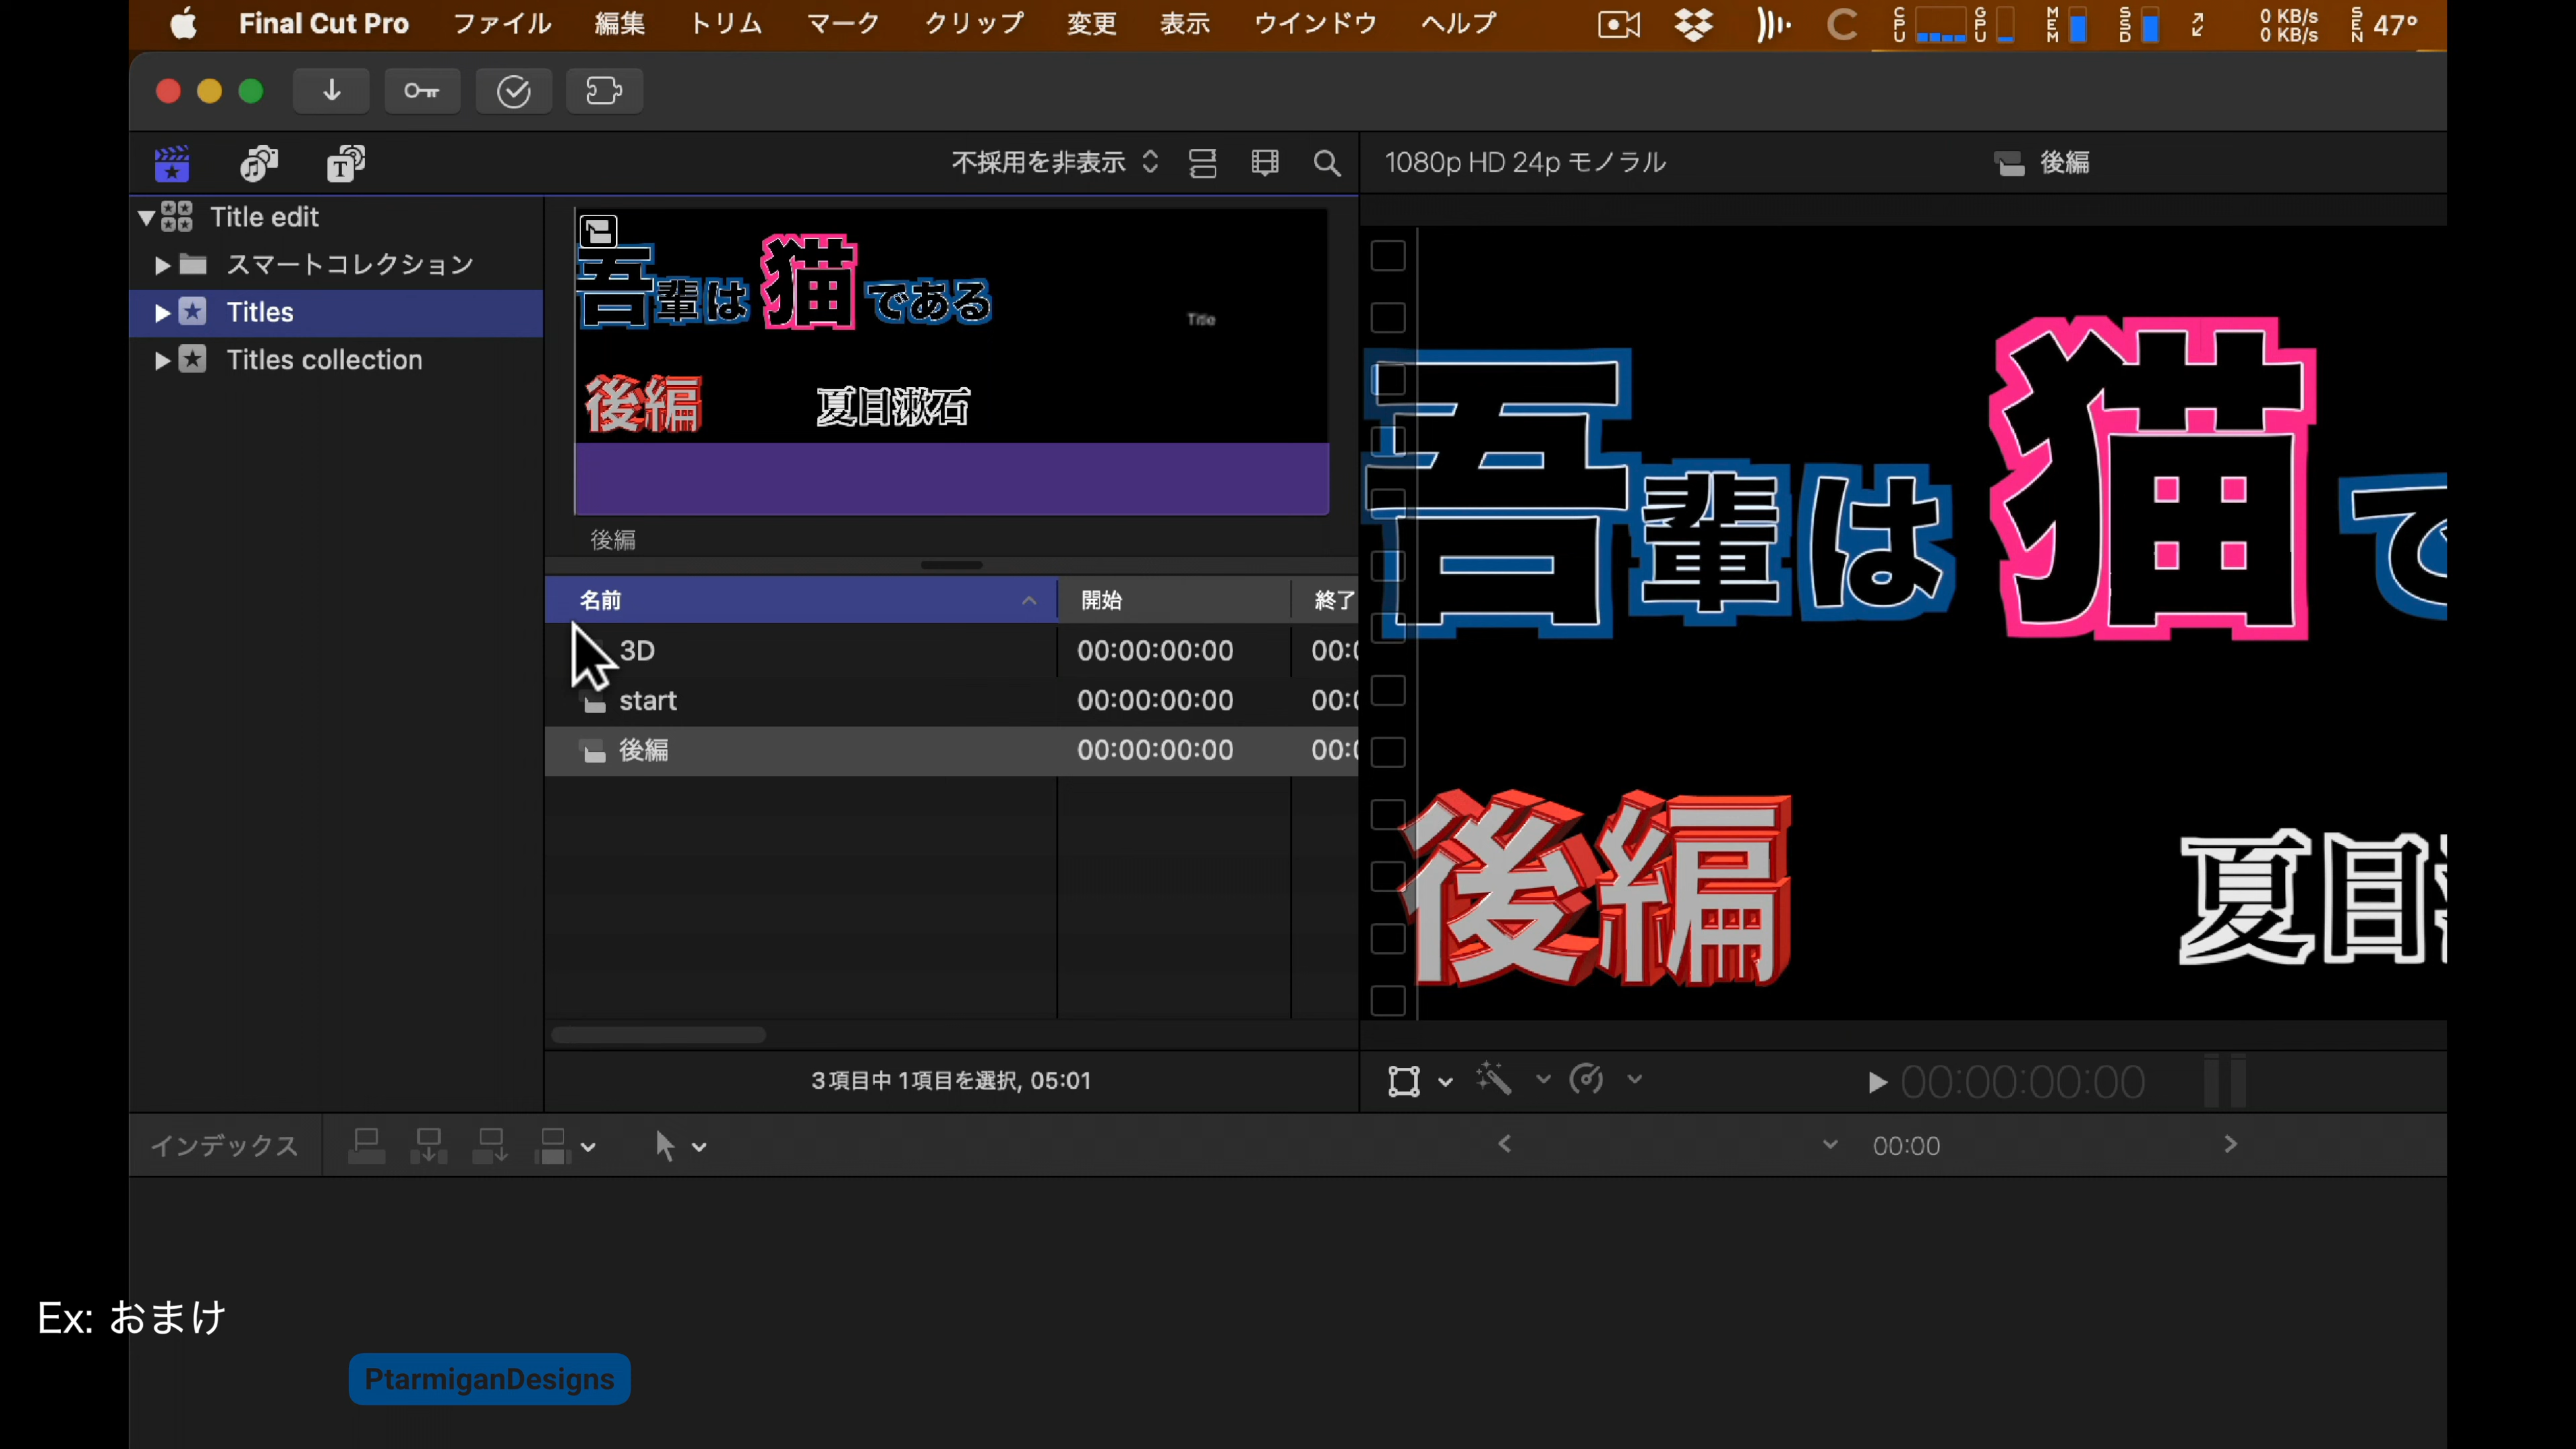 Final Cut Pro ファイル 編集 トリム マーク クリップ 変更 表示 ウインドウ ヘルプ CPU GPU MEM SSD 0 KB/s 0 KB/s SEN 47°
不採用を非表示 1080p HD 24p モノラル 後編
Title edit
スマートコレクション
Titles
Titles collection
吾輩は猫である
Title
後編 夏目漱石
後編
名前 開始 終了
3D 00:00:00:00
start 00:00:00:00
後編 00:00:00:00
3項目中 1項目を選択, 05:01
吾輩は猫で
後編 夏目
00:00:00:00
インデックス 00:00
Ex: おまけ
PtarmiganDesigns